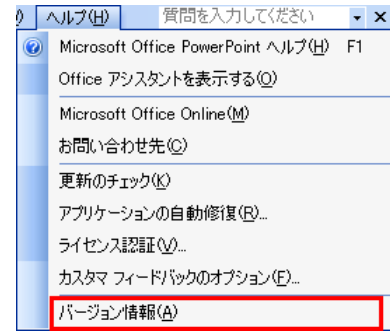 ) ヘルプ(H) 質問を入力してください
Microsoft Office PowerPoint ヘルプ(H) F1
Office アシスタントを表示する(O)
Microsoft Office Online(M)
お問い合わせ先(C)
更新のチェック(K)
アプリケーションの自動修復(R)...
ライセンス認証(V)...
カスタマ フィードバックのオプション(F)...
バージョン情報(A)